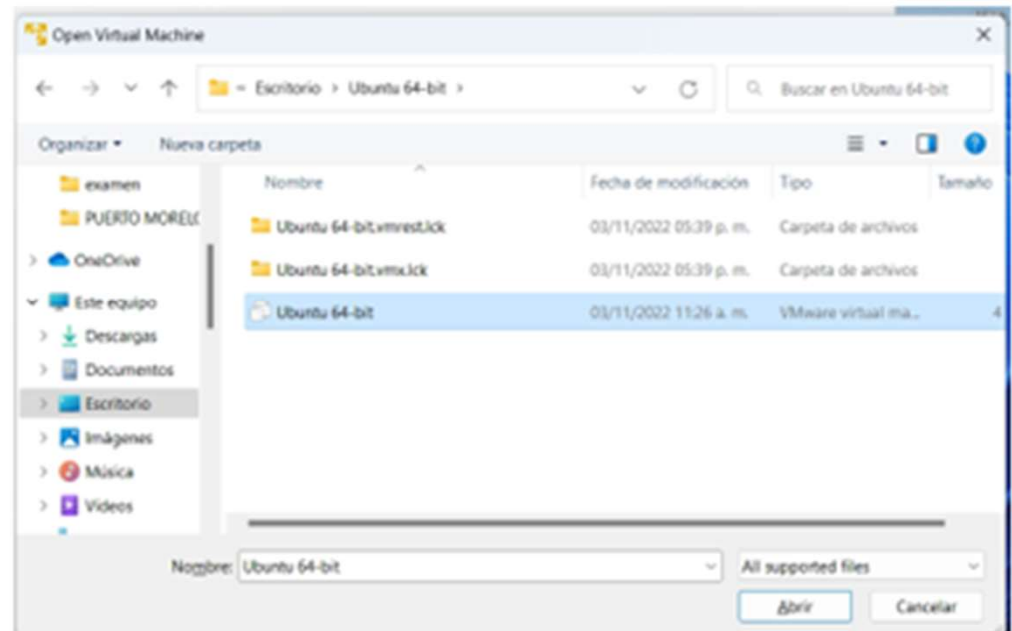 Open Virtual Machine
Escritorio > Ubuntu 64-bit >
Buscar en Ubuntu 64-bit
Organizar
Nueva carpeta
Nombre
Fecha de modificación
Tipo
Tamaño
examen
PUERTO MOREL
OneDrive
Este equipo
Descargas
Documentos
Escritorio
Imágenes
Música
Videos
Ubuntu 64-bit.vmrest.lck
03/11/2022 05:39 p. m.
Carpeta de archivos
Ubuntu 64-bit.vmx.lck
03/11/2022 05:39 p. m.
Carpeta de archivos
Ubuntu 64-bit
03/11/2022 11:26 a. m.
VMware virtual ma...
4
Nombre: Ubuntu 64-bit
All supported files
Abrir
Cancelar